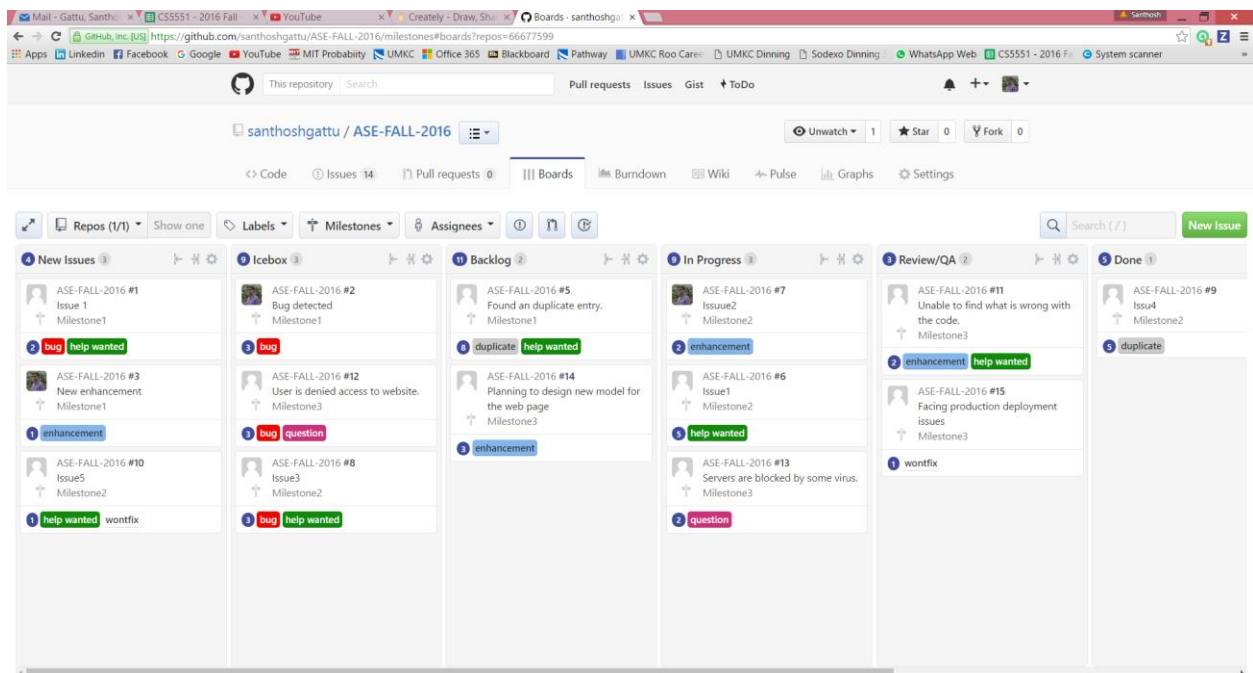 Mail - Gattu, Santho
CS5551 - 2016 Fall -
YouTube
Creately - Draw, Sha
Boards · santhoshga
Santhosh
GitHub, Inc. [US] https://github.com/santhoshgattu/ASE-FALL-2016/milestones#boards?repos=66677599
Apps Linkedin Facebook Google YouTube MIT Probabiity UMKC Office 365 Blackboard Pathway UMKC Roo Caree UMKC Dinning Sodexo Dinning WhatsApp Web CS5551 - 2016 Fa System scanner
This repository Search Pull requests Issues Gist ToDo
santhoshgattu / ASE-FALL-2016 Unwatch 1 Star 0 Fork 0
<> Code Issues 14 Pull requests 0 Boards Burndown Wiki Pulse Graphs Settings
Repos (1/1) Show one Labels Milestones Assignees Search (/) New Issue
4 New Issues 3
ASE-FALL-2016 #1
Issue 1
Milestone1
2 bug help wanted
ASE-FALL-2016 #3
New enhancement
Milestone1
1 enhancement
ASE-FALL-2016 #10
Issue5
Milestone2
1 help wanted wontfix
9 Icebox 3
ASE-FALL-2016 #2
Bug detected
Milestone1
3 bug
ASE-FALL-2016 #12
User is denied access to website.
Milestone3
3 bug question
ASE-FALL-2016 #8
Issue3
Milestone2
3 bug help wanted
11 Backlog 2
ASE-FALL-2016 #5
Found an duplicate entry.
Milestone1
8 duplicate help wanted
ASE-FALL-2016 #14
Planning to design new model for
the web page
Milestone3
3 enhancement
9 In Progress 3
ASE-FALL-2016 #7
Issuue2
Milestone2
2 enhancement
ASE-FALL-2016 #6
Issue1
Milestone2
5 help wanted
ASE-FALL-2016 #13
Servers are blocked by some virus.
Milestone3
2 question
3 Review/QA 2
ASE-FALL-2016 #11
Unable to find what is wrong with
the code.
Milestone3
2 enhancement help wanted
ASE-FALL-2016 #15
Facing production deployment
issues
Milestone3
1 wontfix
5 Done 1
ASE-FALL-2016 #9
Issu4
Milestone2
5 duplicate